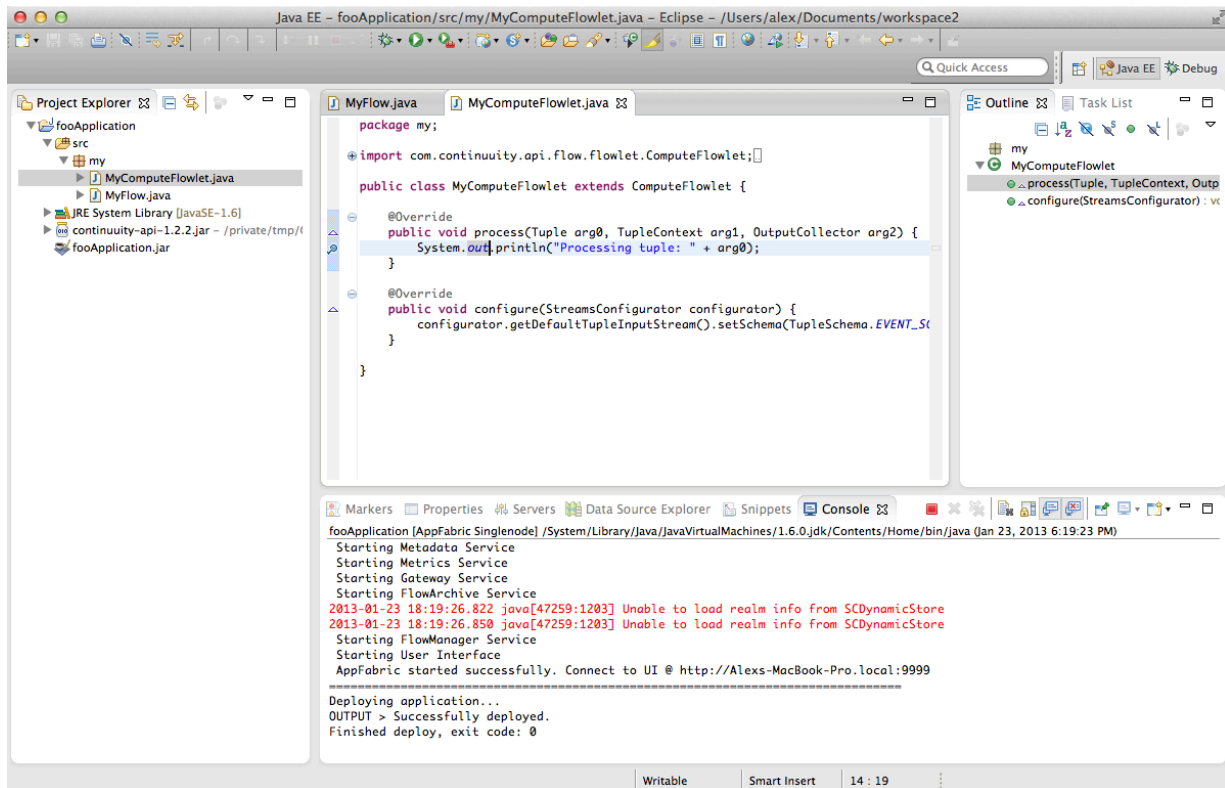 Java EE – fooApplication/src/my/MyComputeFlowlet.java – Eclipse – /Users/alex/Documents/workspace2
Quick Access
Java EE
Debug
Project Explorer
fooApplication
src
my
MyComputeFlowlet.java
MyFlow.java
JRE System Library [JavaSE-1.6]
continuity-api-1.2.2.jar – /private/tmp/(
fooApplication.jar
MyFlow.java
MyComputeFlowlet.java
package my;
import com.continuity.api.flow.flowlet.ComputeFlowlet;
public class MyComputeFlowlet extends ComputeFlowlet {
@Override
public void process(Tuple arg0, TupleContext arg1, OutputCollector arg2) {
System.out.println("Processing tuple: " + arg0);
}
@Override
public void configure(StreamsConfigurator configurator) {
configurator.getDefaultTupleInputStream().setSchema(TupleSchema.EVENT_S(
}
}
Outline
Task List
my
MyComputeFlowlet
process(Tuple, TupleContext, Outp
configure(StreamsConfigurator) : vc
Markers
Properties
Servers
Data Source Explorer
Snippets
Console
fooApplication [AppFabric Singlenode] /System/Library/Java/JavaVirtualMachines/1.6.0.jdk/Contents/Home/bin/java (Jan 23, 2013 6:19:23 PM)
Starting Metadata Service
Starting Metrics Service
Starting Gateway Service
Starting FlowArchive Service
2013-01-23 18:19:26.822 java[47259:1203] Unable to load realm info from SCDynamicStore
2013-01-23 18:19:26.850 java[47259:1203] Unable to load realm info from SCDynamicStore
Starting FlowManager Service
Starting User Interface
AppFabric started successfully. Connect to UI @ http://Alexs-MacBook-Pro.local:9999
================================================================================
Deploying application...
OUTPUT > Successfully deployed.
Finished deploy, exit code: 0
Writable
Smart Insert
14 : 19